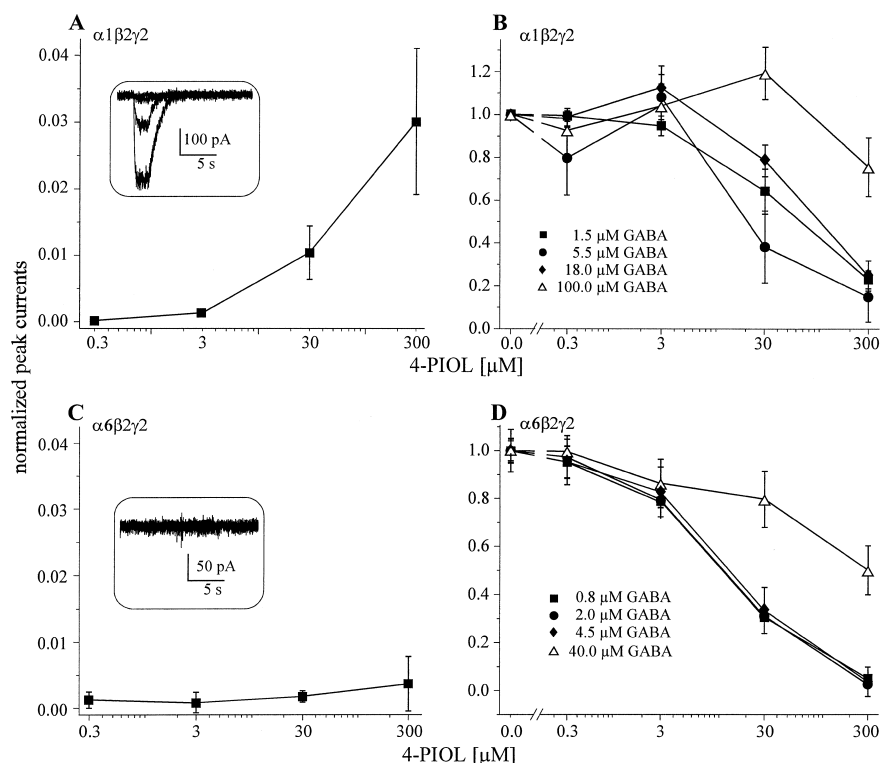 A
α1β2γ2
0.04
0.03
0.02
0.01
0.00
100 pA
5 s
0.3
3
30
300
B
α1β2γ2
1.2
1.0
0.8
0.6
0.4
0.2
0.0
1.5 µM GABA
5.5 µM GABA
18.0 µM GABA
100.0 µM GABA
0.0
0.3
3
30
300
4-PIOL [µM]
normalized peak currents
C
α6β2γ2
0.04
0.03
0.02
0.01
0.00
50 pA
5 s
0.3
3
30
300
D
α6β2γ2
1.0
0.8
0.6
0.4
0.2
0.0
0.8 µM GABA
2.0 µM GABA
4.5 µM GABA
40.0 µM GABA
0.0
0.3
3
30
300
4-PIOL [µM]